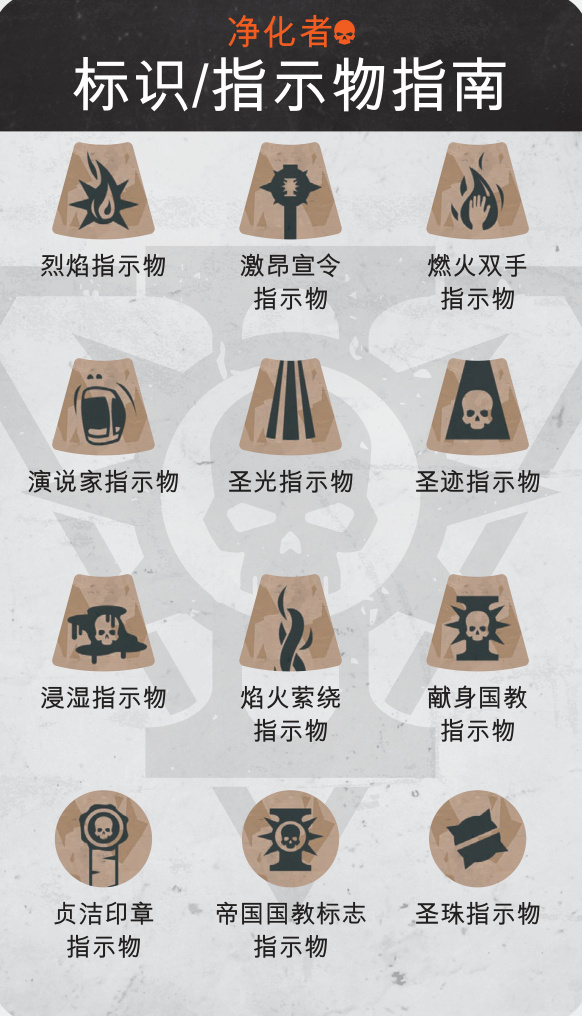 净化者
标识/指示物指南
烈焰指示物
激昂宣令
指示物
燃火双手
指示物
演说家指示物
圣光指示物
圣迹指示物
浸湿指示物
焰火萦绕
指示物
献身国教
指示物
贞洁印章
指示物
帝国国教标志
指示物
圣珠指示物